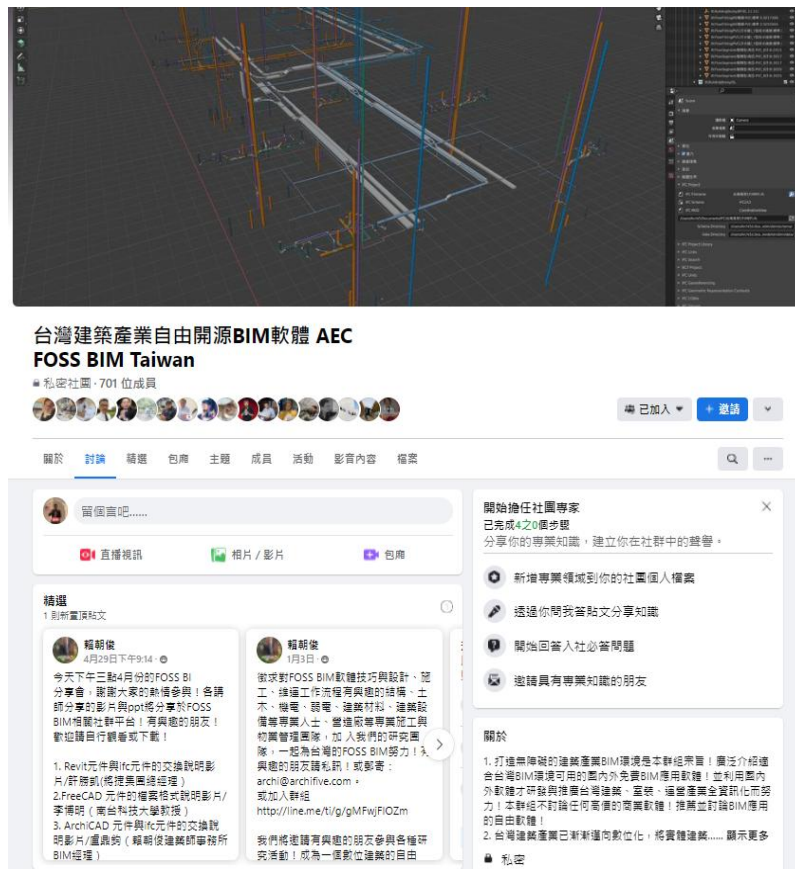 台灣建築產業自由開源BIM軟體 AEC
FOSS BIM Taiwan
私密社團 · 701 位成員
已加入
+ 邀請
關於 討論 精選 包廂 主題 成員 活動 影音內容 檔案
留個言吧......
直播視訊 相片 / 影片 包廂
精選
1 則新置頂貼文
賴朝俊
4月29日下午9:14 ·
今天下午三點4月份的FOSS BI
分享會，謝謝大家的熱情參與！各講
師分享的影片與ppt將分享於FOSS
BIM相關社群平台！有興趣的朋友！
歡迎請自行觀看或下載！
1. Revit元件與ifc元件的交換說明影
片/許勝凱(將捷集團總經理）
2.FreeCAD 元件的檔案格式說明影片/
李博明（南台科技大學教授）
3. ArchiCAD 元件與ifc元件的交換說
明影片/盧鼎鈞（賴朝俊建築師事務所
BIM經理）
賴朝俊
1月3日 ·
徵求對FOSS BIM軟體技巧與設計、施
工、維運工作流程有興趣的結構、土
木、機電、弱電、建築材料、建築設
備等專業人士、營造廠等專業施工與
物業管理團隊，加 入我們的研究團
隊，一起為台灣的FOSS BIM努力！有
興趣的朋友請私訊！或郵寄：
archi@archifive.com。
或加入群組
http://line.me/ti/g/gMFwjFIOZm
我們將邀請有興趣的朋友參與各種研
究活動！成為一個數位建築的自由
開始擔任社團專家
已完成4之0個步驟
分享你的專業知識，建立你在社群中的聲譽。
新增專業領域到你的社團個人檔案
透過你問我答貼文分享知識
開始回答入社必答問題
邀請具有專業知識的朋友
關於
1. 打造無障礙的建築產業BIM環境是本群組宗旨！廣泛介紹適
合台灣BIM環境可用的國內外免費BIM應用軟體！並利用國內
外軟體才研發與推廣台灣建築、室裝、運營產業全資訊化而努
力！本群組不討論任何高價的商業軟體！推薦並討論BIM應用
的自由軟體！
2. 台灣建築產業已漸漸邁向數位化，將實體建築...... 顯示更多
私密